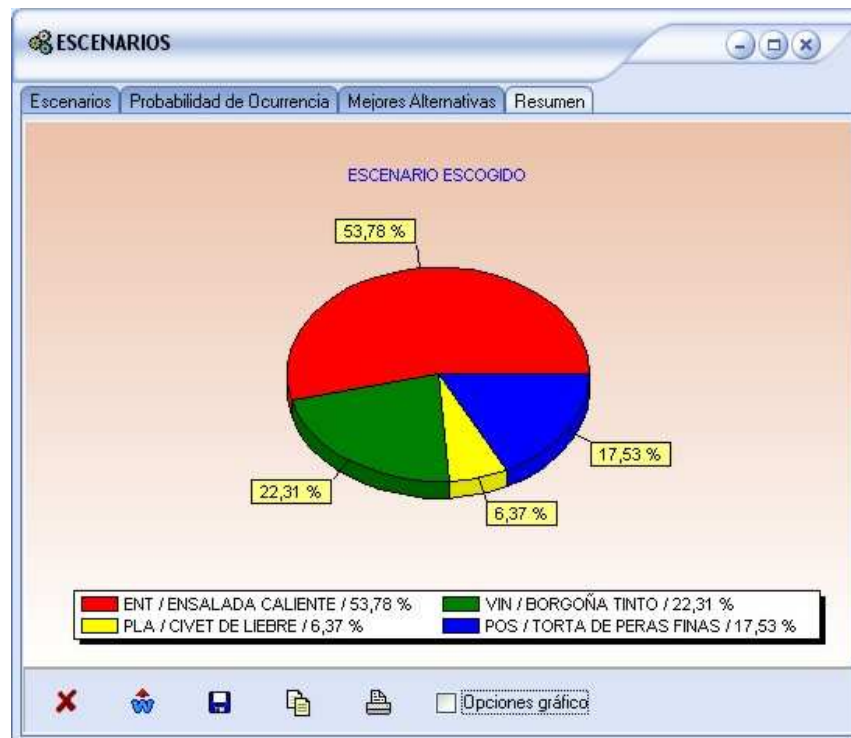 ESCENARIOS
Escenarios Probabilidad de Ocurrencia Mejores Alternativas Resumen
ESCENARIO ESCOGIDO
53,78 %
17,53 %
22,31 %
6,37 %
ENT / ENSALADA CALIENTE / 53,78 % VIN / BORGOÑA TINTO / 22,31 %
PLA / CIVET DE LIEBRE / 6,37 % POS / TORTA DE PERAS FINAS / 17,53 %
Opciones gráfico